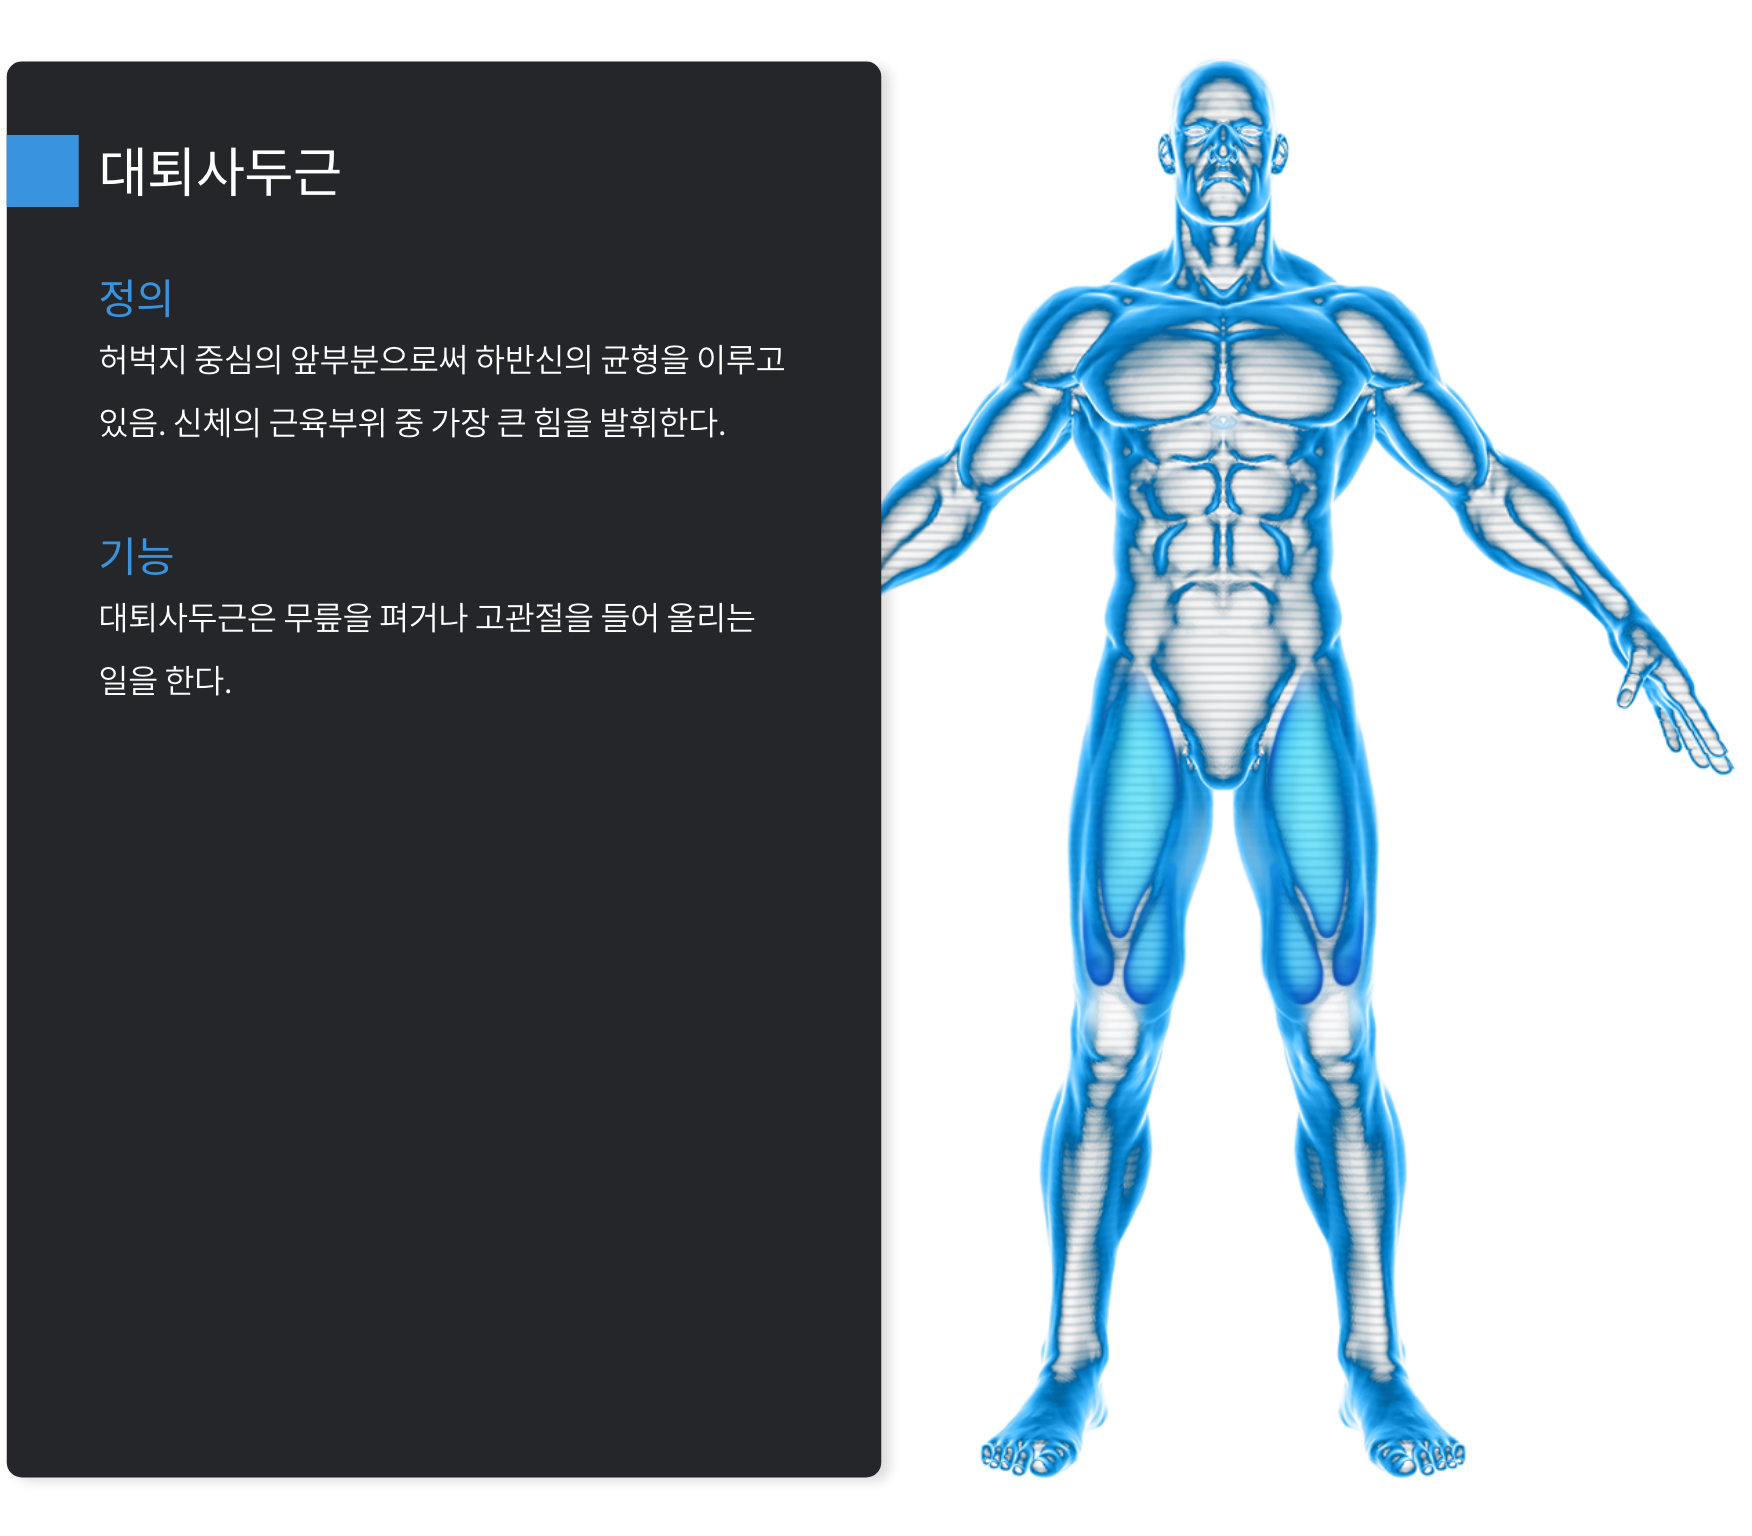 대퇴사두근
정의
허벅지 중심의 앞부분으로써 하반신의 균형을 이루고
있음. 신체의 근육부위 중 가장 큰 힘을 발휘한다.
기능
대퇴사두근은 무릎을 펴거나 고관절을 들어 올리는
일을 한다.